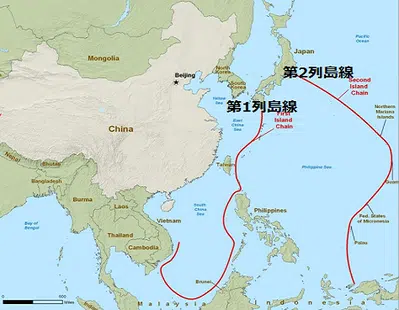 Pacific
Ocean
Mongolia
Japan
North
Korea
Beijing
第2列島線
South
Korea
Second
Island
Chain
Yellow
Sea
第1列島線
Northern
Mariana
Islands
East
China
Sea
First
Island
Chain
China
Nepal
Bhutan
Bangladesh
Taiwan
Philippine Sea
Guam
Burma
Laos
Bay of
Bengal
Vietnam
South
China
Sea
Philippines
Thailand
Cambodia
Fed. States
of
Micronesia
Palau
Brunei
Malaysia
Indonesia